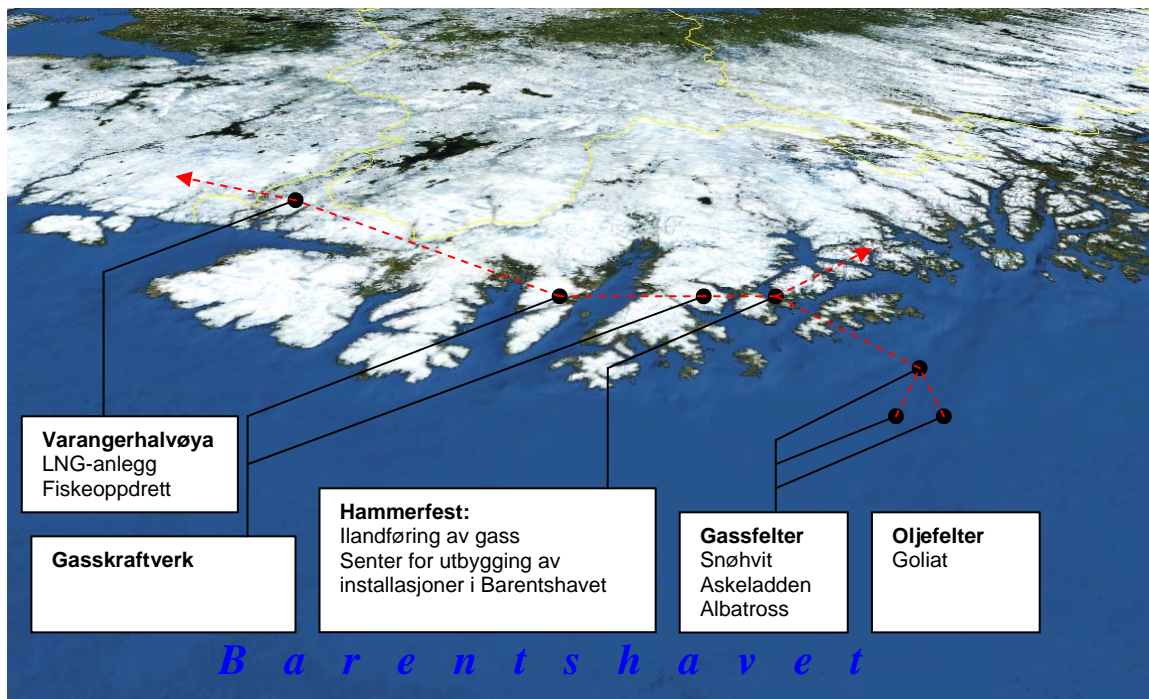 Varangerhalvøya
LNG-anlegg
Fiskeoppdrett
Gasskraftverk
Hammerfest:
Ilandføring av gass
Senter for utbygging av
installasjoner i Barentshavet
Gassfelter
Snøhvit
Askeladden
Albatross
Oljefelter
Goliat
Barentshavet